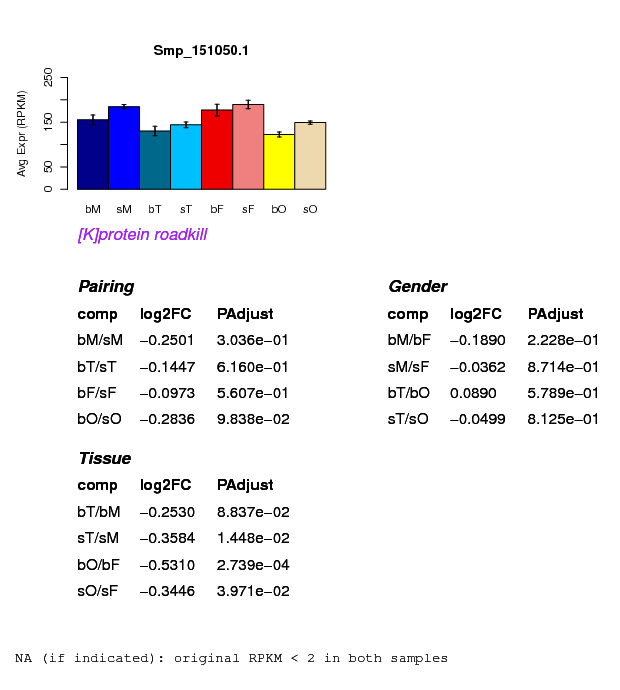 Smp_151050.1
Avg Expr (RPKM)
250
150
50
0
bM sM bT sT bF sF bO sO
[K]protein roadkill
Pairing
comp log2FC PAdjust
bM/sM −0.2501 3.036e−01
bT/sT −0.1447 6.160e−01
bF/sF −0.0973 5.607e−01
bO/sO −0.2836 9.838e−02
Gender
comp log2FC PAdjust
bM/bF −0.1890 2.228e−01
sM/sF −0.0362 8.714e−01
bT/bO 0.0890 5.789e−01
sT/sO −0.0499 8.125e−01
Tissue
comp log2FC PAdjust
bT/bM −0.2530 8.837e−02
sT/sM −0.3584 1.448e−02
bO/bF −0.5310 2.739e−04
sO/sF −0.3446 3.971e−02
NA (if indicated): original RPKM < 2 in both samples